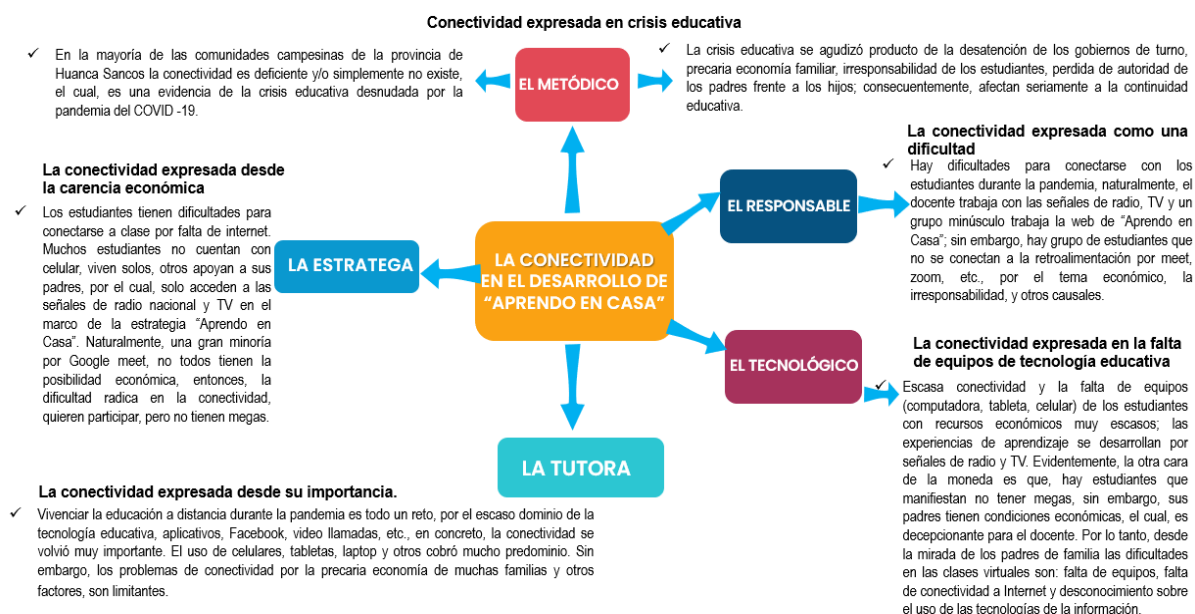 Conectividad expresada en crisis educativa
✓ En la mayoría de las comunidades campesinas de la provincia de
Huanca Sancos la conectividad es deficiente y/o simplemente no existe,
el cual, es una evidencia de la crisis educativa desnudada por la
pandemia del COVID -19.
EL METÓDICO
✓ La crisis educativa se agudizó producto de la desatención de los gobiernos de turno,
precaria economía familiar, irresponsabilidad de los estudiantes, perdida de autoridad de
los padres frente a los hijos; consecuentemente, afectan seriamente a la continuidad
educativa.
La conectividad expresada como una
dificultad
✓ Hay dificultades para conectarse con los
estudiantes durante la pandemia, naturalmente, el
docente trabaja con las señales de radio, TV y un
grupo minúsculo trabaja la web de “Aprendo en
Casa”; sin embargo, hay grupo de estudiantes que
no se conectan a la retroalimentación por meet,
zoom, etc., por el tema económico, la
irresponsabilidad, y otros causales.
EL RESPONSABLE
La conectividad expresada desde
la carencia económica
✓ Los estudiantes tienen dificultades para
conectarse a clase por falta de internet.
Muchos estudiantes no cuentan con
celular, viven solos, otros apoyan a sus
padres, por el cual, solo acceden a las
señales de radio nacional y TV en el
marco de la estrategia “Aprendo en
Casa”. Naturalmente, una gran minoría
por Google meet, no todos tienen la
posibilidad económica, entonces, la
dificultad radica en la conectividad,
quieren participar, pero no tienen megas.
LA ESTRATEGA
LA CONECTIVIDAD
EN EL DESARROLLO DE
“APRENDO EN CASA”
EL TECNOLÓGICO
La conectividad expresada en la falta
de equipos de tecnología educativa
✓ Escasa conectividad y la falta de equipos
(computadora, tableta, celular) de los estudiantes
con recursos económicos muy escasos; las
experiencias de aprendizaje se desarrollan por
señales de radio y TV. Evidentemente, la otra cara
de la moneda es que, hay estudiantes que
manifiestan no tener megas, sin embargo, sus
padres tienen condiciones económicas, el cual, es
decepcionante para el docente. Por lo tanto, desde
la mirada de los padres de familia las dificultades
en las clases virtuales son: falta de equipos, falta
de conectividad a Internet y desconocimiento sobre
el uso de las tecnologías de la información.
LA TUTORA
La conectividad expresada desde su importancia.
✓ Vivenciar la educación a distancia durante la pandemia es todo un reto, por el escaso dominio de la
tecnología educativa, aplicativos, Facebook, video llamadas, etc., en concreto, la conectividad se
volvió muy importante. El uso de celulares, tabletas, laptop y otros cobró mucho predominio. Sin
embargo, los problemas de conectividad por la precaria economía de muchas familias y otros
factores, son limitantes.